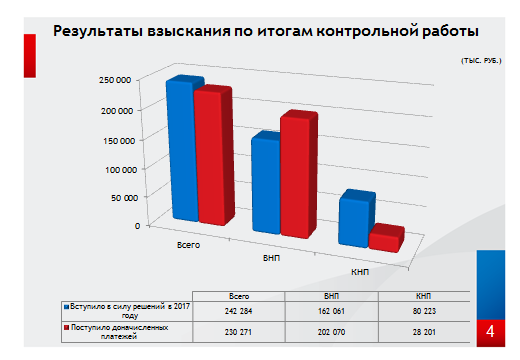 Результаты взыскания по итогам контрольной работы
(ТЫС. РУБ.)
250 000
200 000
150 000
100 000
50 000
0
Всего
ВНП
КНП
Всего ВНП КНП
Вступило в силу решений в 2017 году 242 284 162 061 80 223
Поступило доначисленных платежей 230 271 202 070 28 201
4